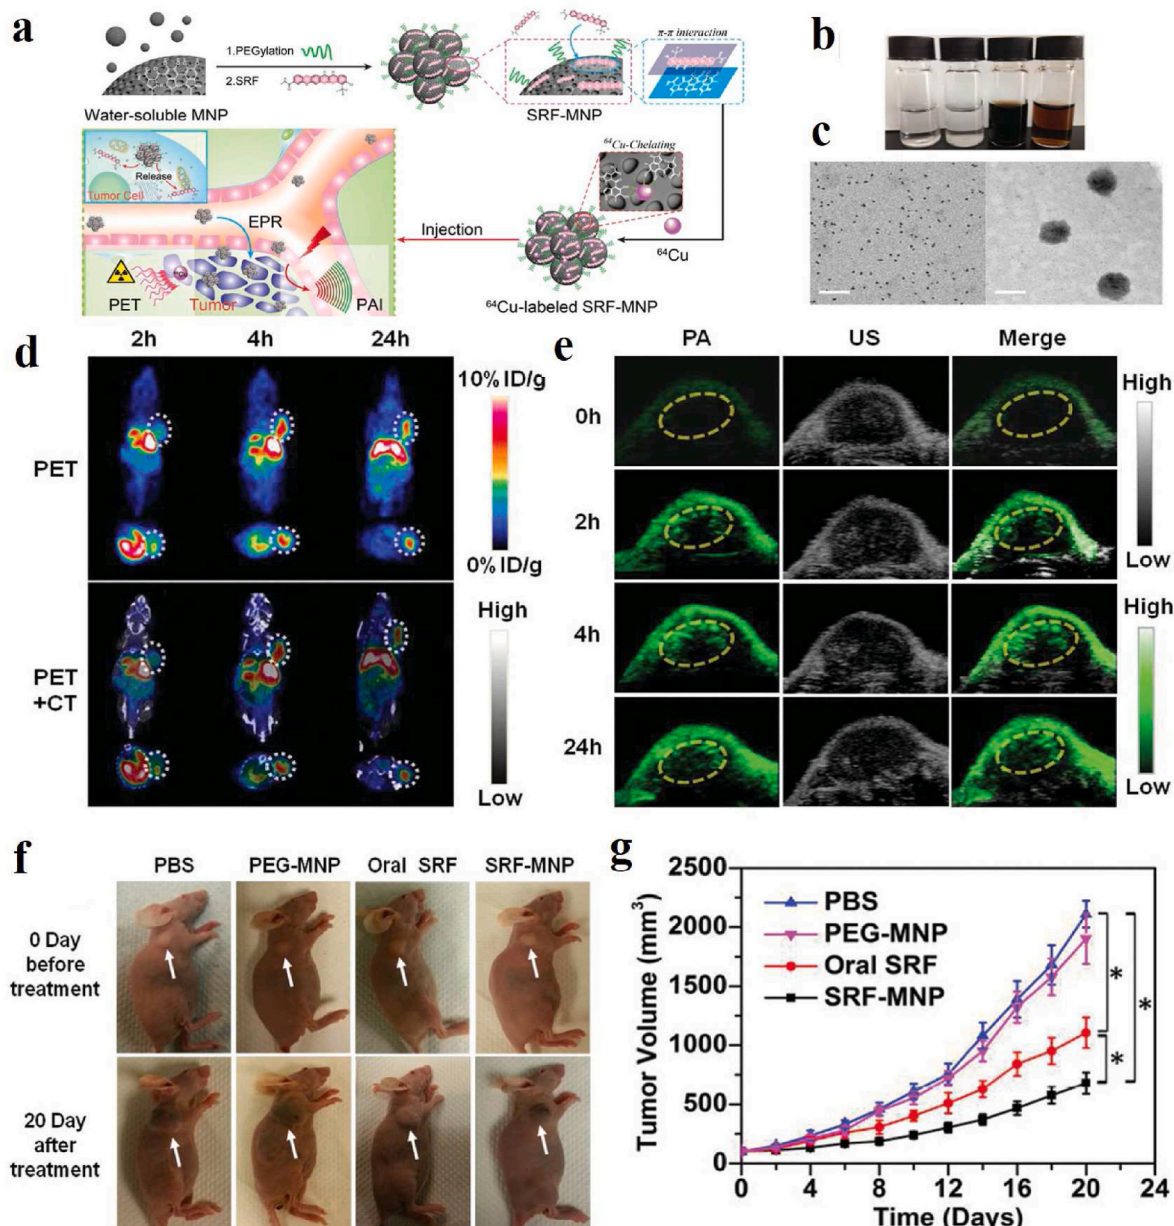 a
1.PEGylation
2.SRF
Water-soluble MNP
SRF-MNP
π-π interaction
⁶⁴Cu-Chelating
Release
Tumor Cell
EPR
Injection
⁶⁴Cu
PET
Tumor
PAI
⁶⁴Cu-labeled SRF-MNP
b
c
d
2h 4h 24h
PET
10% ID/g
0% ID/g
PET
+CT
High
Low
e
PA US Merge
0h
2h
4h
24h
High
Low
High
Low
f
PBS PEG-MNP Oral SRF SRF-MNP
0 Day
before
treatment
20 Day
after
treatment
g
Tumor Volume (mm³)
2500
2000
1500
1000
500
0
PBS
PEG-MNP
Oral SRF
SRF-MNP
*
*
*
0 4 8 12 16 20 24
Time (Days)